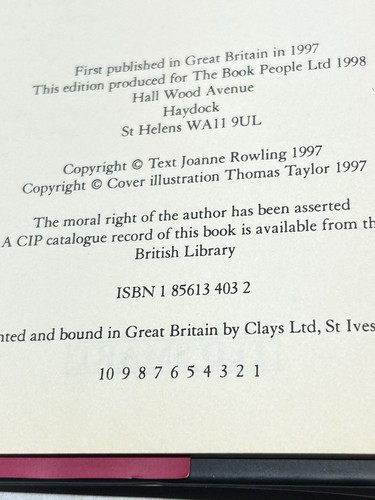 First published in Great Britain in 1997
This edition produced for The Book People Ltd 1998
Hall Wood Avenue
Haydock
St Helens WA11 9UL
Copyright © Text Joanne Rowling 1997
Copyright © Cover illustration Thomas Taylor 1997
The moral right of the author has been asserted
A CIP catalogue record of this book is available from th
British Library
ISBN 1 85613 403 2
nted and bound in Great Britain by Clays Ltd, St Ives
10 9 8 7 6 5 4 3 2 1